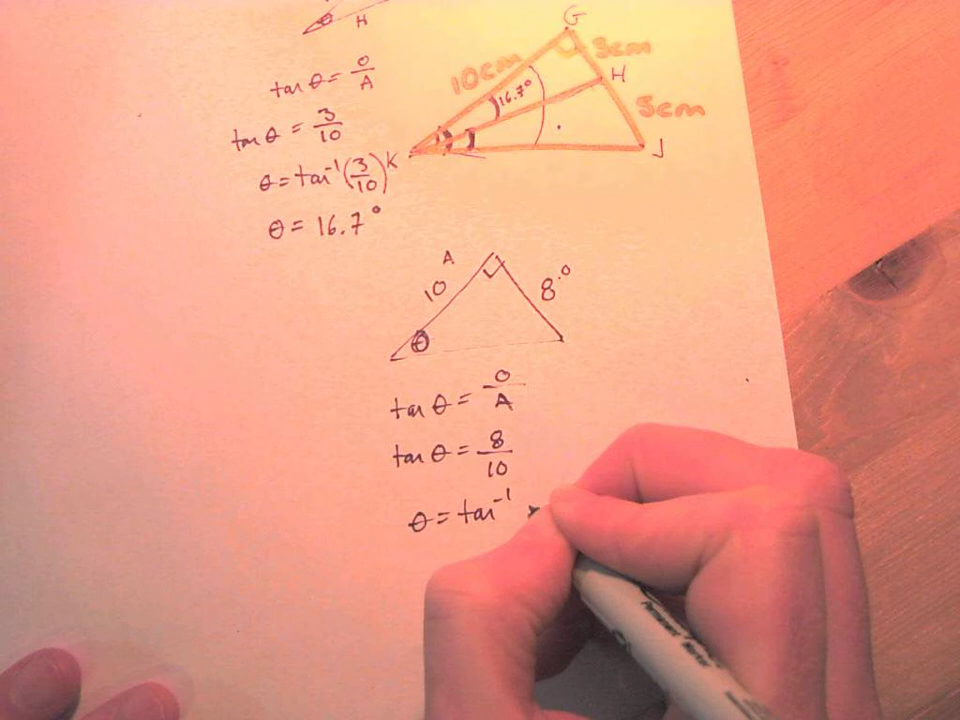 θ H
tan θ = O/A
tan θ = 3/10
θ = tan⁻¹(3/10)
θ = 16.7°
G
10cm 3cm
H
16.7°
5cm
K J
A
10 8 O
θ
tan θ = O/A
tan θ = 8/10
θ = tan⁻¹